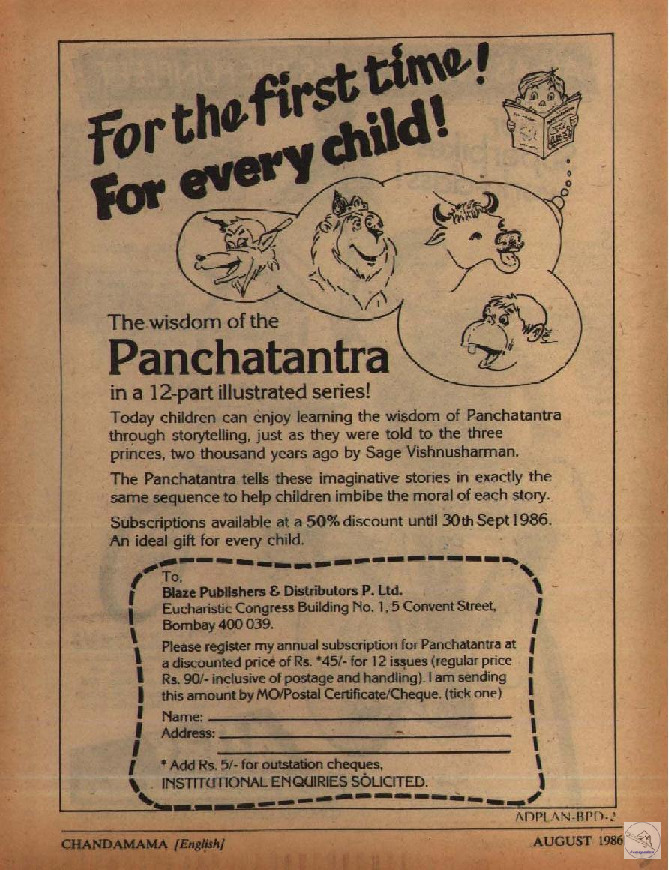 For the first time!
For every child!
The wisdom of the
Panchatantra
in a 12-part illustrated series!
Today children can enjoy learning the wisdom of Panchatantra
through storytelling, just as they were told to the three
princes, two thousand years ago by Sage Vishnusharman.
The Panchatantra tells these imaginative stories in exactly the
same sequence to help children imbibe the moral of each story.
Subscriptions available at a 50% discount until 30th Sept 1986.
An ideal gift for every child.
To,
Blaze Publishers & Distributors P. Ltd.
Eucharistic Congress Building No. 1, 5 Convent Street,
Bombay 400 039.
Please register my annual subscription for Panchatantra at
a discounted price of Rs. *45/- for 12 issues (regular price
Rs. 90/- inclusive of postage and handling). I am sending
this amount by MO/Postal Certificate/Cheque. (tick one)
Name:
Address:
* Add Rs. 5/- for outstation cheques,
INSTITUTIONAL ENQUIRIES SOLICITED.
ADPLAN-BPD-2
CHANDAMAMA [English]
AUGUST 1986